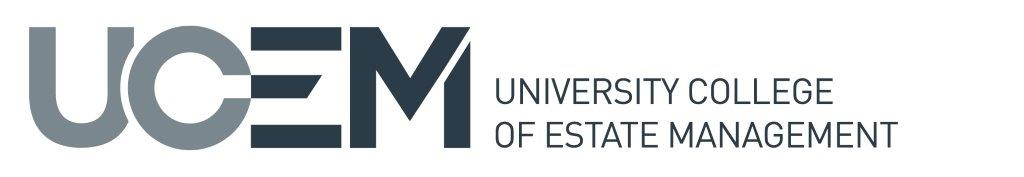 UCEM
UNIVERSITY COLLEGE
OF ESTATE MANAGEMENT